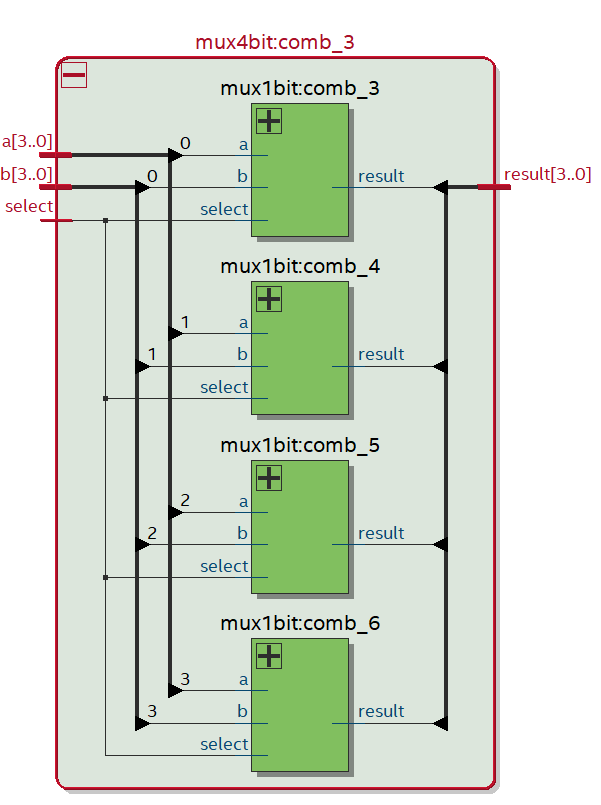 mux4bit:comb_3
mux1bit:comb_3
a[3..0]
0
a
b[3..0]
0
b
result
result[3..0]
select
select
mux1bit:comb_4
1
a
1
b
result
select
mux1bit:comb_5
2
a
2
b
result
select
mux1bit:comb_6
3
a
3
b
result
select